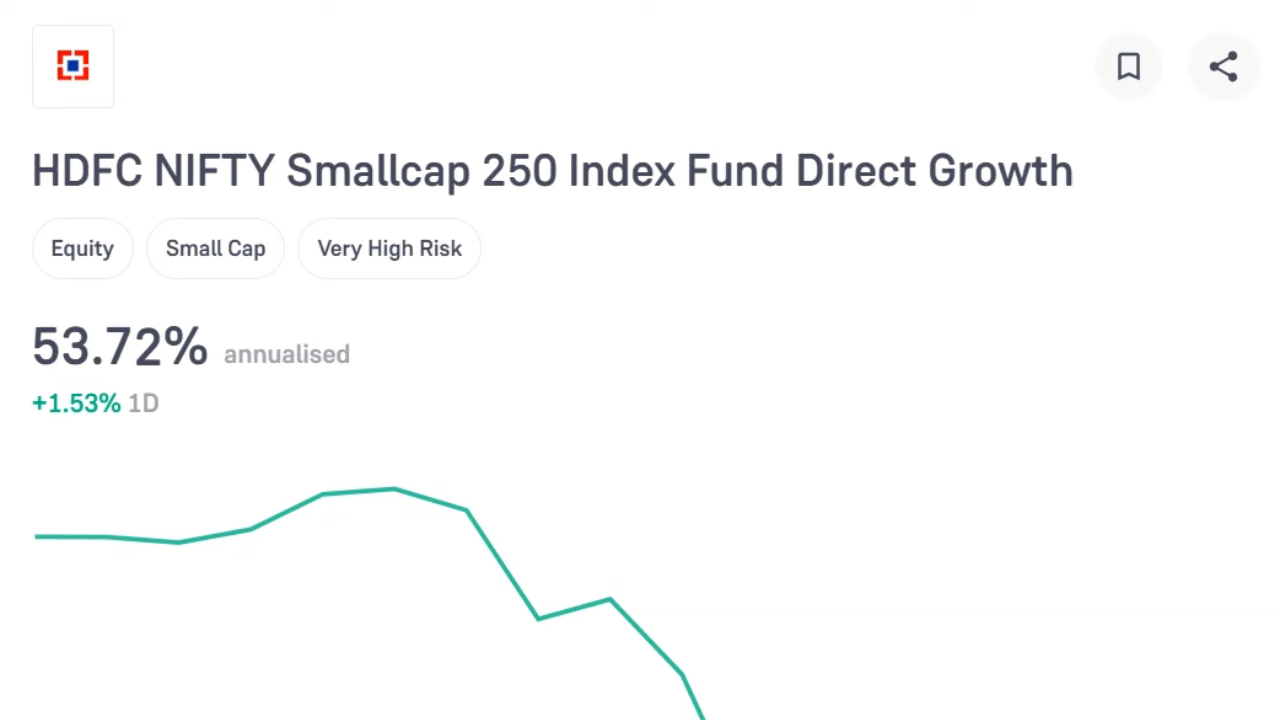 HDFC NIFTY Smallcap 250 Index Fund Direct Growth
Equity Small Cap Very High Risk
53.72% annualised
+1.53% 1D